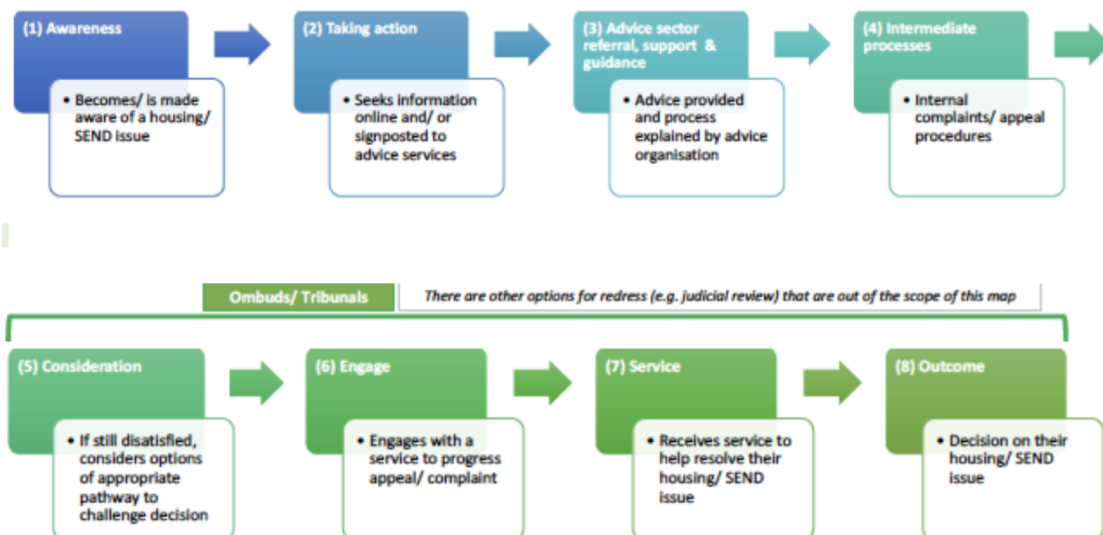 (1) Awareness
• Becomes/ is made
aware of a housing/
SEND issue
(2) Taking action
• Seeks information
online and/ or
signposted to
advice services
(3) Advice sector
referral, support &
guidance
• Advice provided
and process
explained by advice
organisation
(4) Intermediate
processes
• Internal
complaints/ appeal
procedures
Ombuds/ Tribunals
There are other options for redress (e.g. judicial review) that are out of the scope of this map
(5) Consideration
• If still disatisfied,
considers options
of appropriate
pathway to
challenge decision
(6) Engage
• Engages with a
service to progress
appeal/ complaint
(7) Service
• Receives service to
help resolve their
housing/ SEND
issue
(8) Outcome
• Decision on their
housing/ SEND
issue